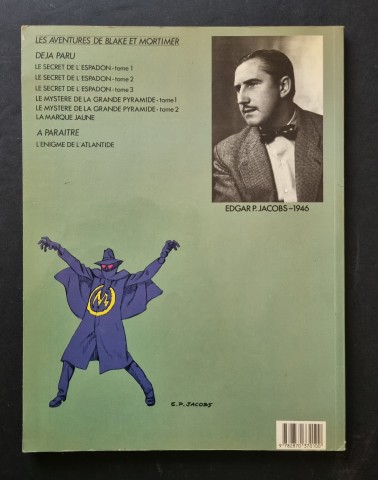 LES AVENTURES DE BLAKE ET MORTIMER
DEJA PARU
LE SECRET DE L'ESPADON - tome 1
LE SECRET DE L'ESPADON - tome 2
LE SECRET DE L'ESPADON - tome 3
LE MYSTERE DE LA GRANDE PYRAMIDE - tome 1
LE MYSTERE DE LA GRANDE PYRAMIDE - tome 2
LA MARQUE JAUNE
A PARAITRE
L'ENIGME DE L'ATLANTIDE
EDGAR P. JACOBS - 1946
M
E.P. JACOBS